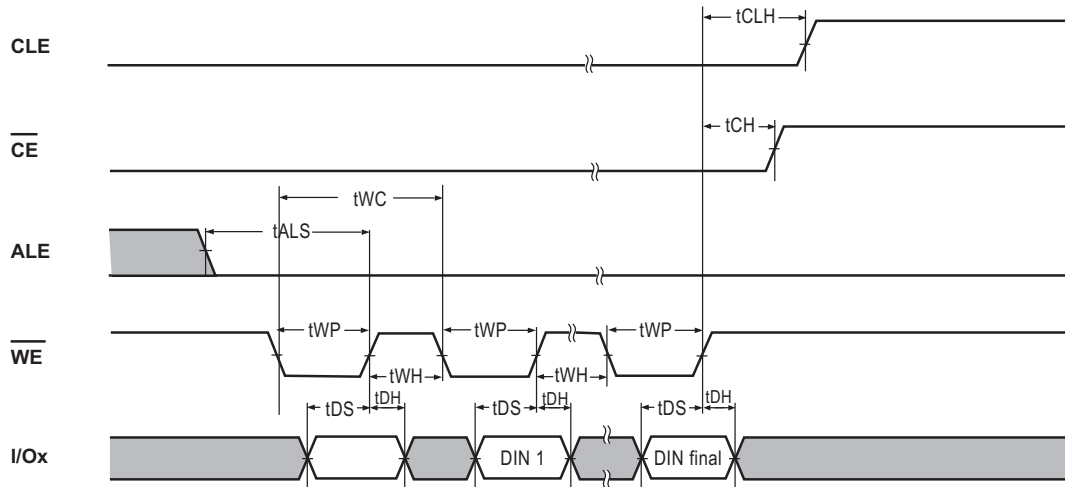 tCLH
CLE
tCH
CE
tWC
tALS
ALE
tWP tWP tWP
WE
tWH tWH
tDS tDH tDS tDH tDS tDH
I/Ox DIN 1 DIN final